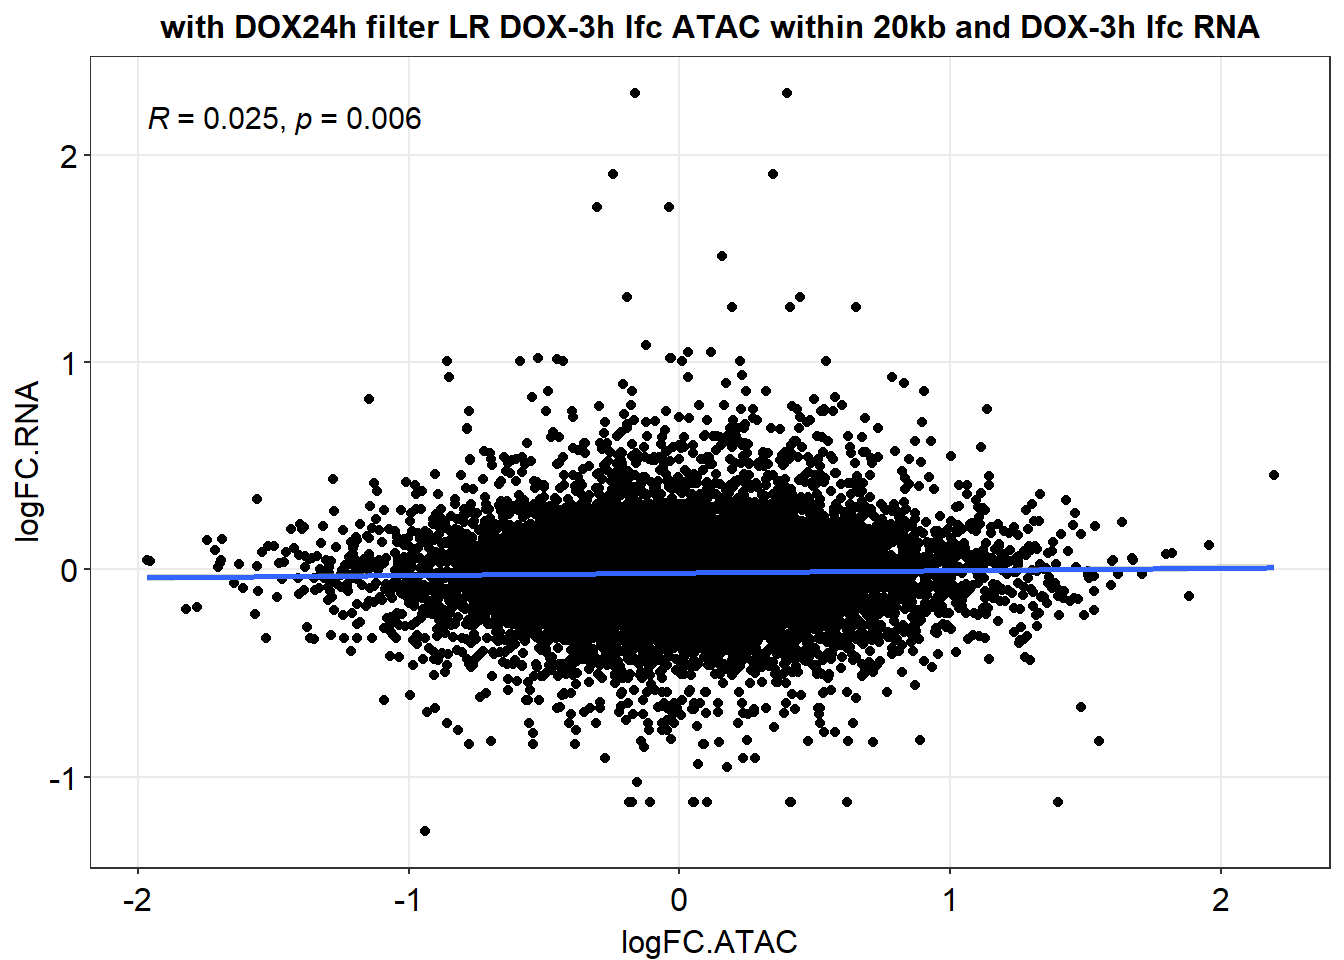 with DOX24h filter LR DOX-3h lfc ATAC within 20kb and DOX-3h lfc RNA
R = 0.025, p = 0.006
2
1
0
-1
logFC.RNA
-2
-1
0
1
2
logFC.ATAC